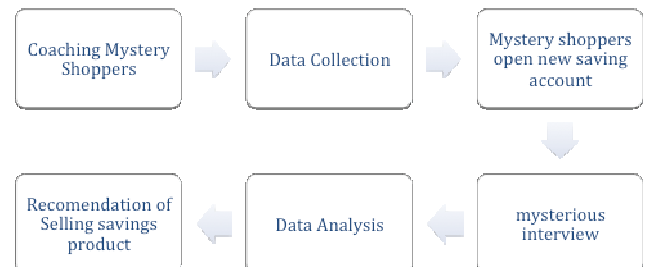 Coaching Mystery
Shoppers
Data Collection
Mystery shoppers
open new saving
account
mysterious
interview
Data Analysis
Recomendation of
Selling savings
product